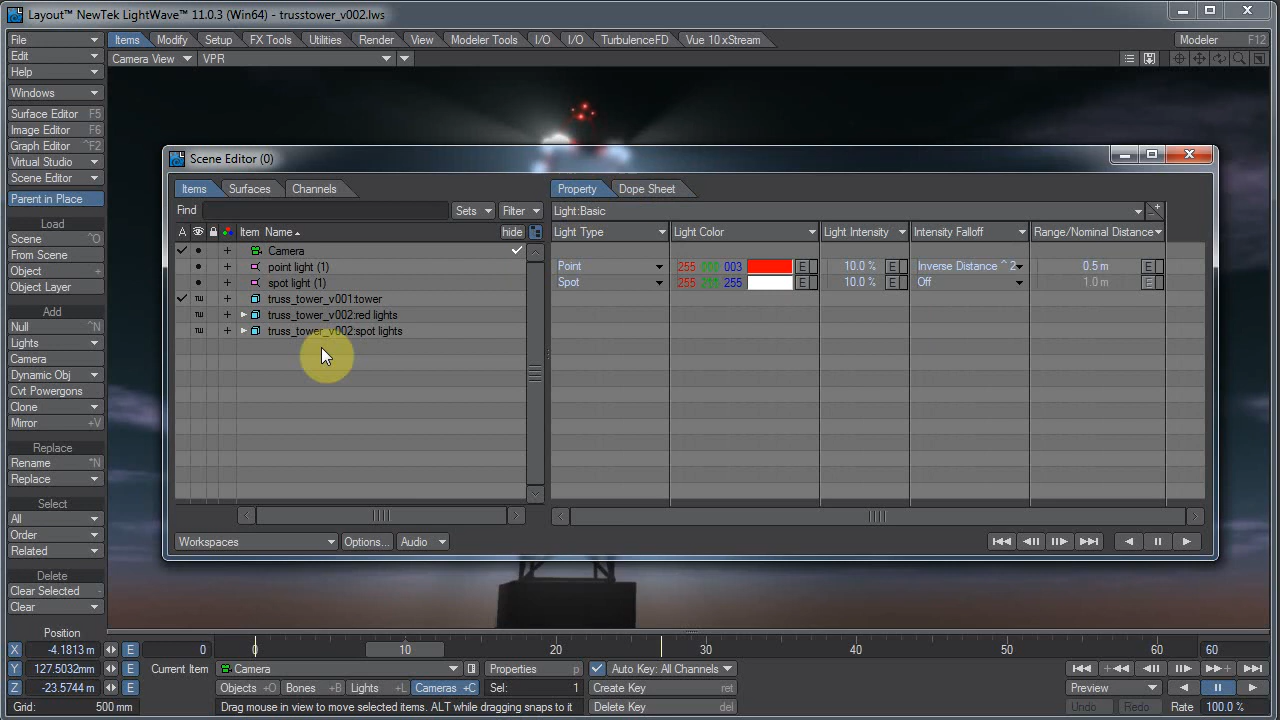 Layout™ NewTek LightWave™ 11.0.3 (Win64) - trusstower_v002.lws
File
Edit
Help
Windows
Surface Editor F5
Image Editor F6
Graph Editor ^F2
Virtual Studio
Scene Editor
Parent in Place
Load
Scene ^O
From Scene
Object +
Object Layer
Add
Null ^N
Lights
Camera
Dynamic Obj
Cvt Powergons
Clone
Mirror +V
Replace
Rename ^N
Replace
Select
All
Order
Related
Delete
Clear Selected -
Clear
Items Modify Setup FX Tools Utilities Render View Modeler Tools I/O I/O TurbulenceFD Vue 10 xStream Modeler F12
Camera View VPR
Scene Editor (0)
Items Surfaces Channels
Find Sets Filter
A Item Name hide
Camera
point light (1)
spot light (1)
truss_tower_v001:tower
truss_tower_v002:red lights
truss_tower_v002:spot lights
Property Dope Sheet
Light:Basic
Light Type Light Color Light Intensity Intensity Falloff Range/Nominal Distance
Point 255 000 003 E 10.0 % E Inverse Distance ^ 2 0.5 m E
Spot 255 255 255 E 10.0 % E Off 1.0 m E
Workspaces Options... Audio
Position
X -4.1813 m E
Y 127.5032mm E
Z -23.5744 m E
Grid: 500 mm
0 0 10 20 30 40 50 60 60
Current Item Camera Properties p Auto Key: All Channels
Objects +O Bones +B Lights +L Cameras +C Sel: 1 Create Key ret Preview
Drag mouse in view to move selected items. ALT while dragging snaps to it Delete Key del Undo Redo Rate 100.0 %